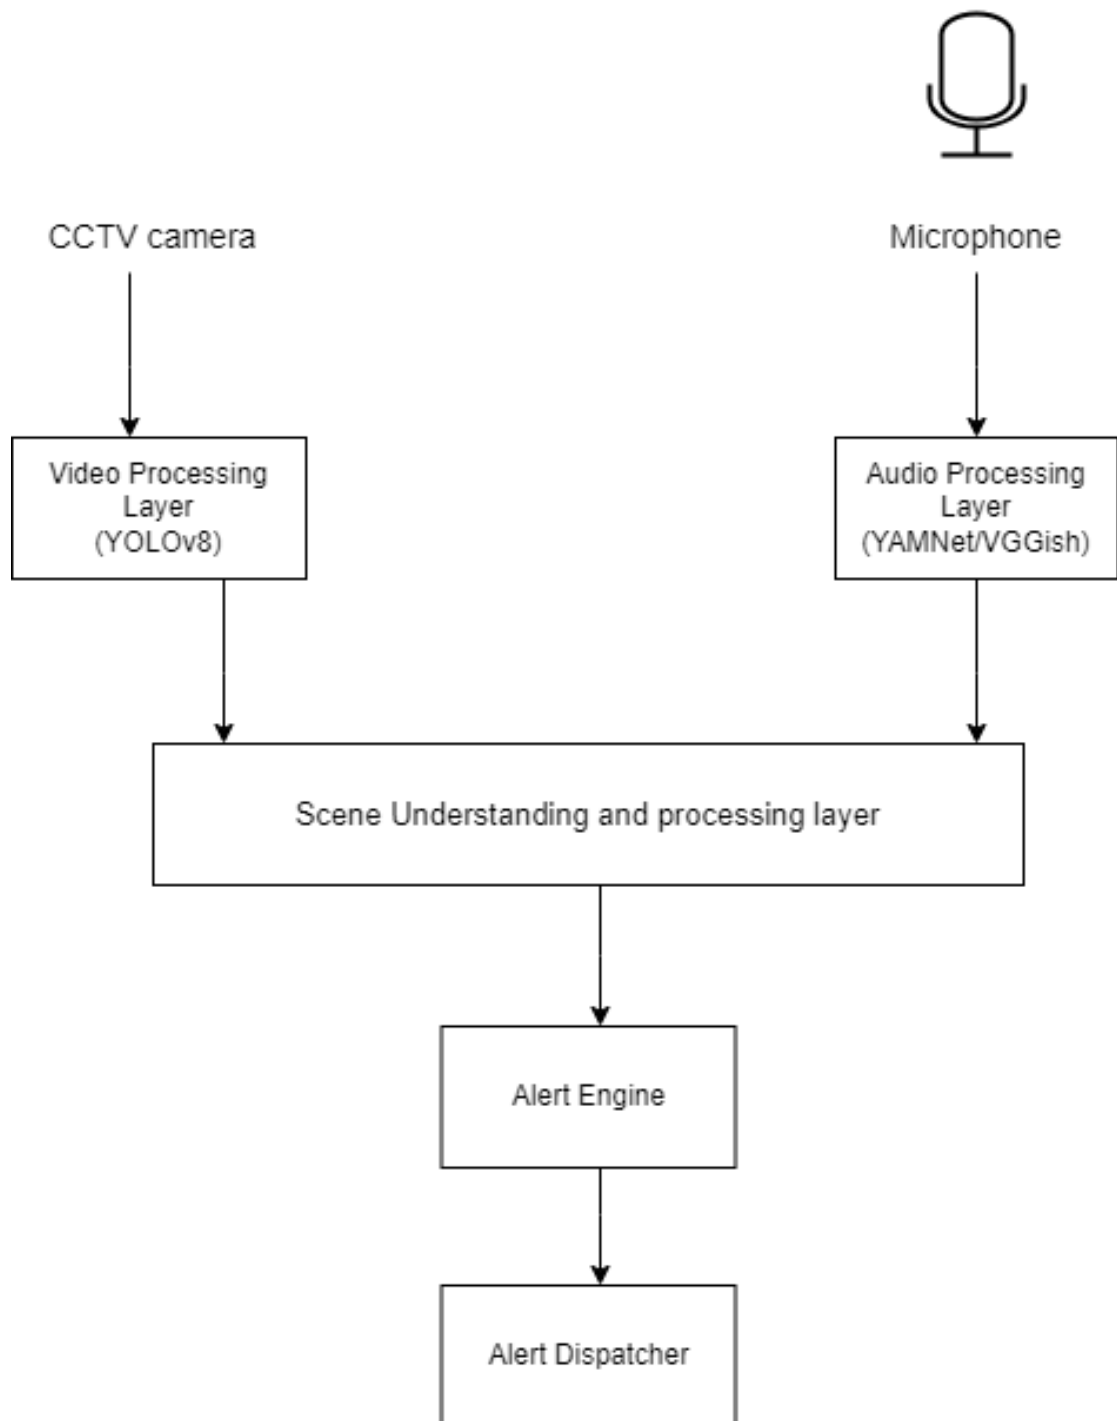 CCTV camera
Microphone
Video Processing
Layer
(YOLOv8)
Audio Processing
Layer
(YAMNet/VGGish)
Scene Understanding and processing layer
Alert Engine
Alert Dispatcher